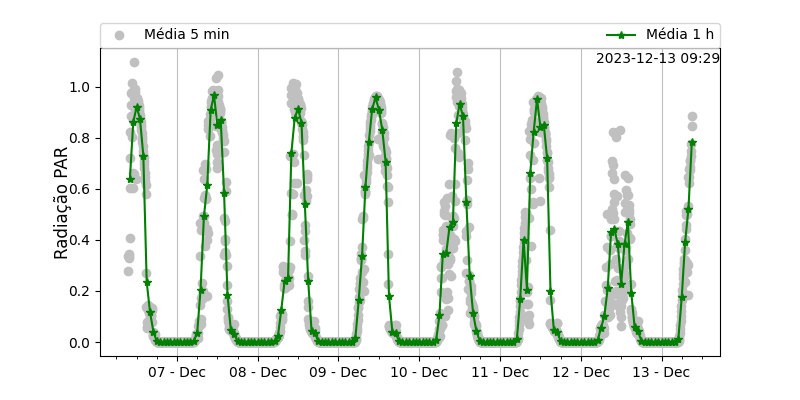 Média 5 min
Média 1 h
2023-12-13 09:29
Radiação PAR
1.0
0.8
0.6
0.4
0.2
0.0
07 - Dec
08 - Dec
09 - Dec
10 - Dec
11 - Dec
12 - Dec
13 - Dec